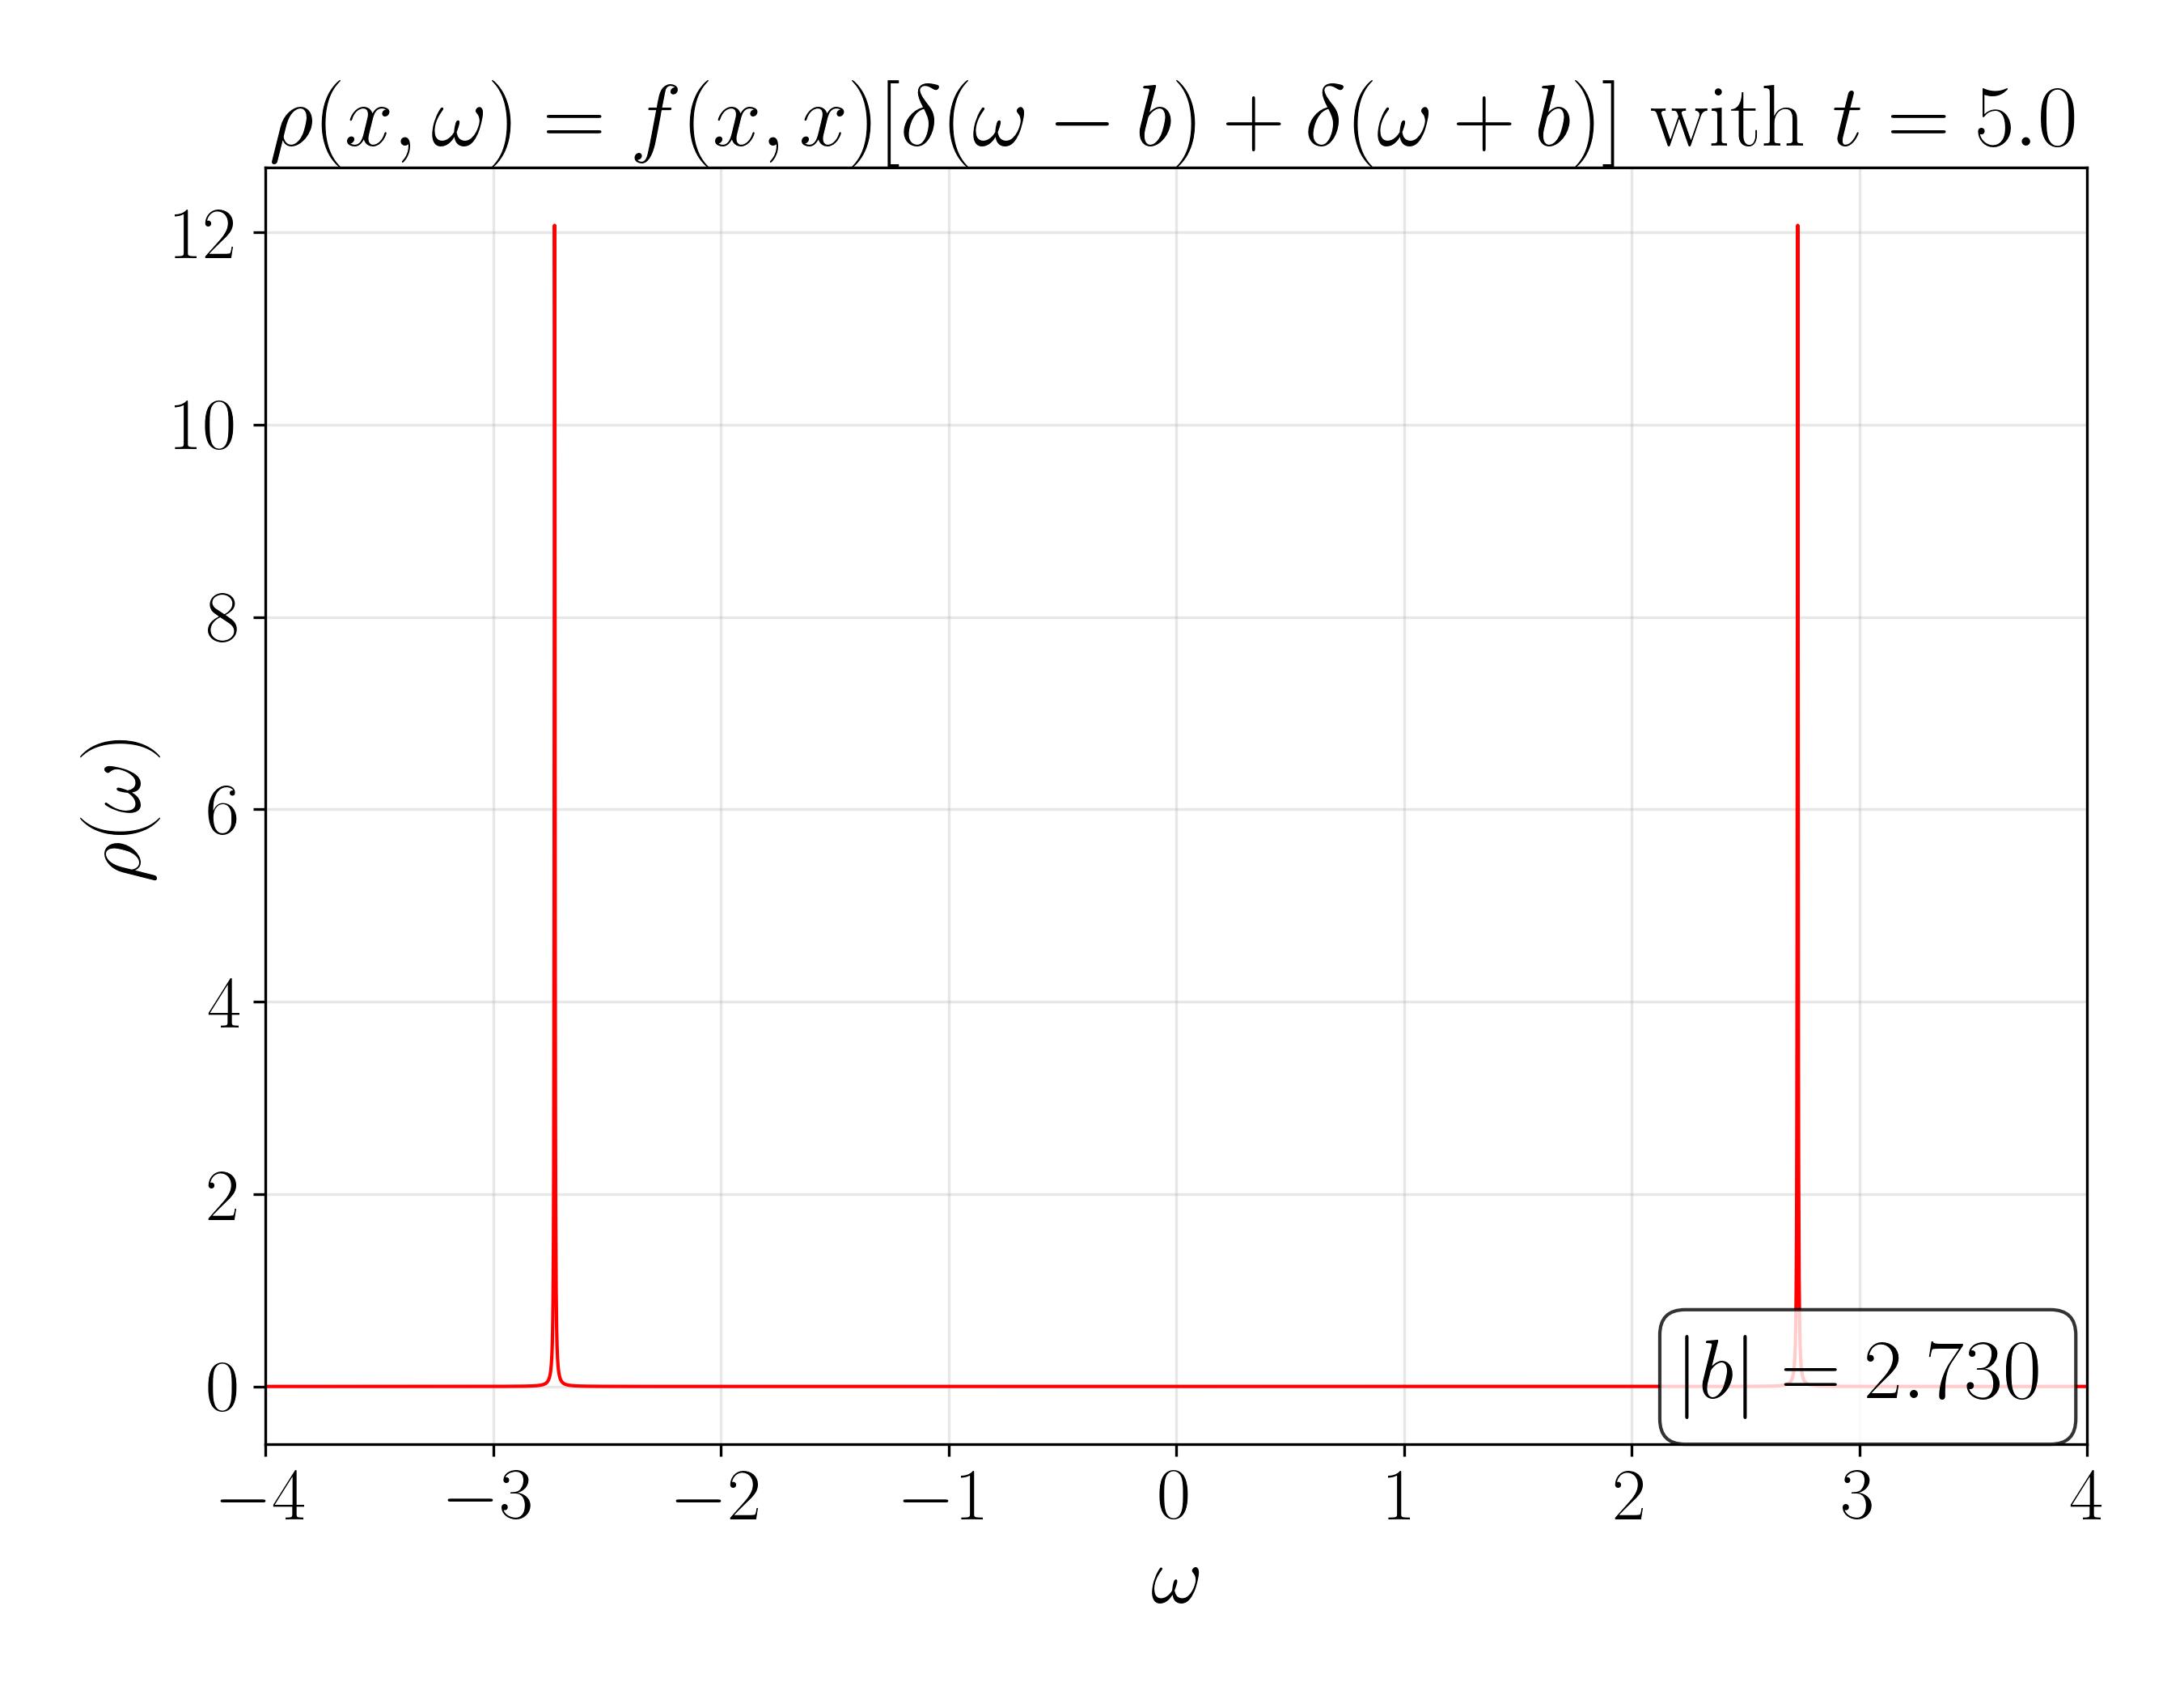 ρ(x, ω) = f(x, x)[δ(ω − b) + δ(ω + b)] with t = 5.0
12
10
8
6
4
2
0
ρ(ω)
|b| = 2.730
−4 −3 −2 −1 0 1 2 3 4
ω